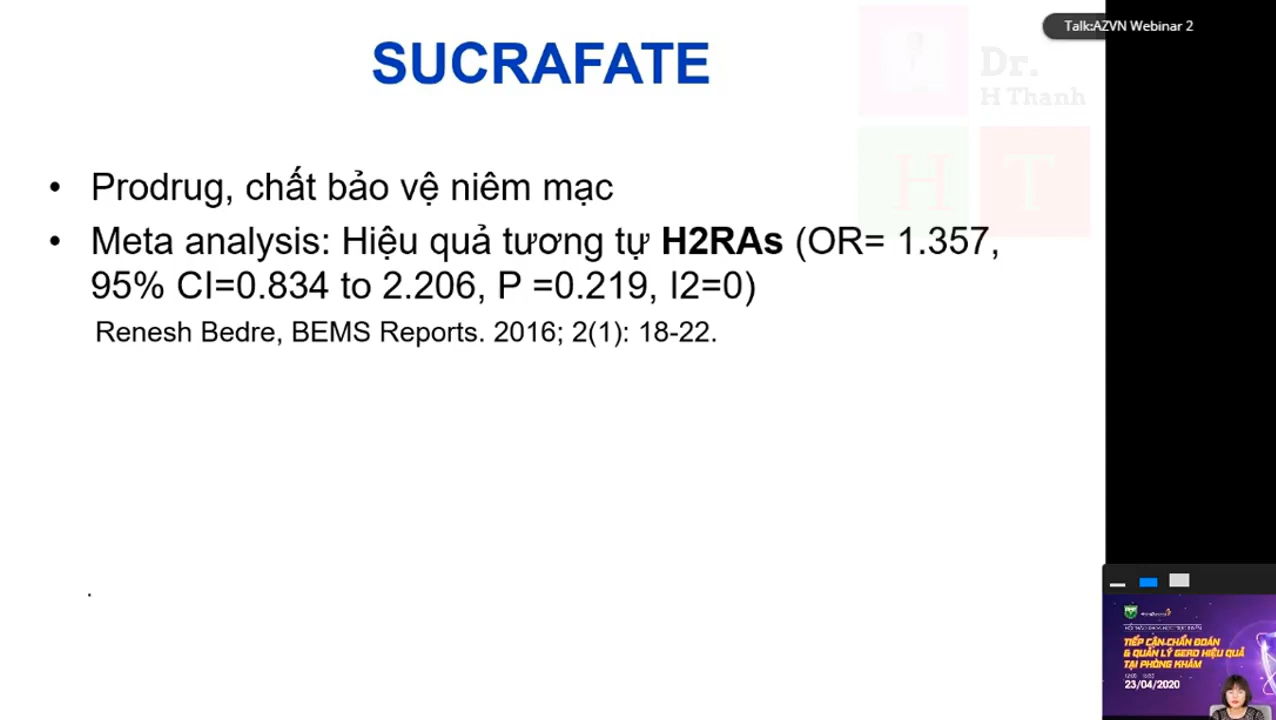 Talk:AZVN Webinar 2
SUCRAFATE
Dr.
H Thanh
H T
• Prodrug, chất bảo vệ niêm mạc
• Meta analysis: Hiệu quả tương tự H2RAs (OR= 1.357,
95% CI=0.834 to 2.206, P =0.219, I2=0)
Renesh Bedre, BEMS Reports. 2016; 2(1): 18-22.
.
TIẾP CẬN CHẨN ĐOÁN
& QUẢN LÝ GERD HIỆU QUẢ
TẠI PHÒNG KHÁM
23/04/2020